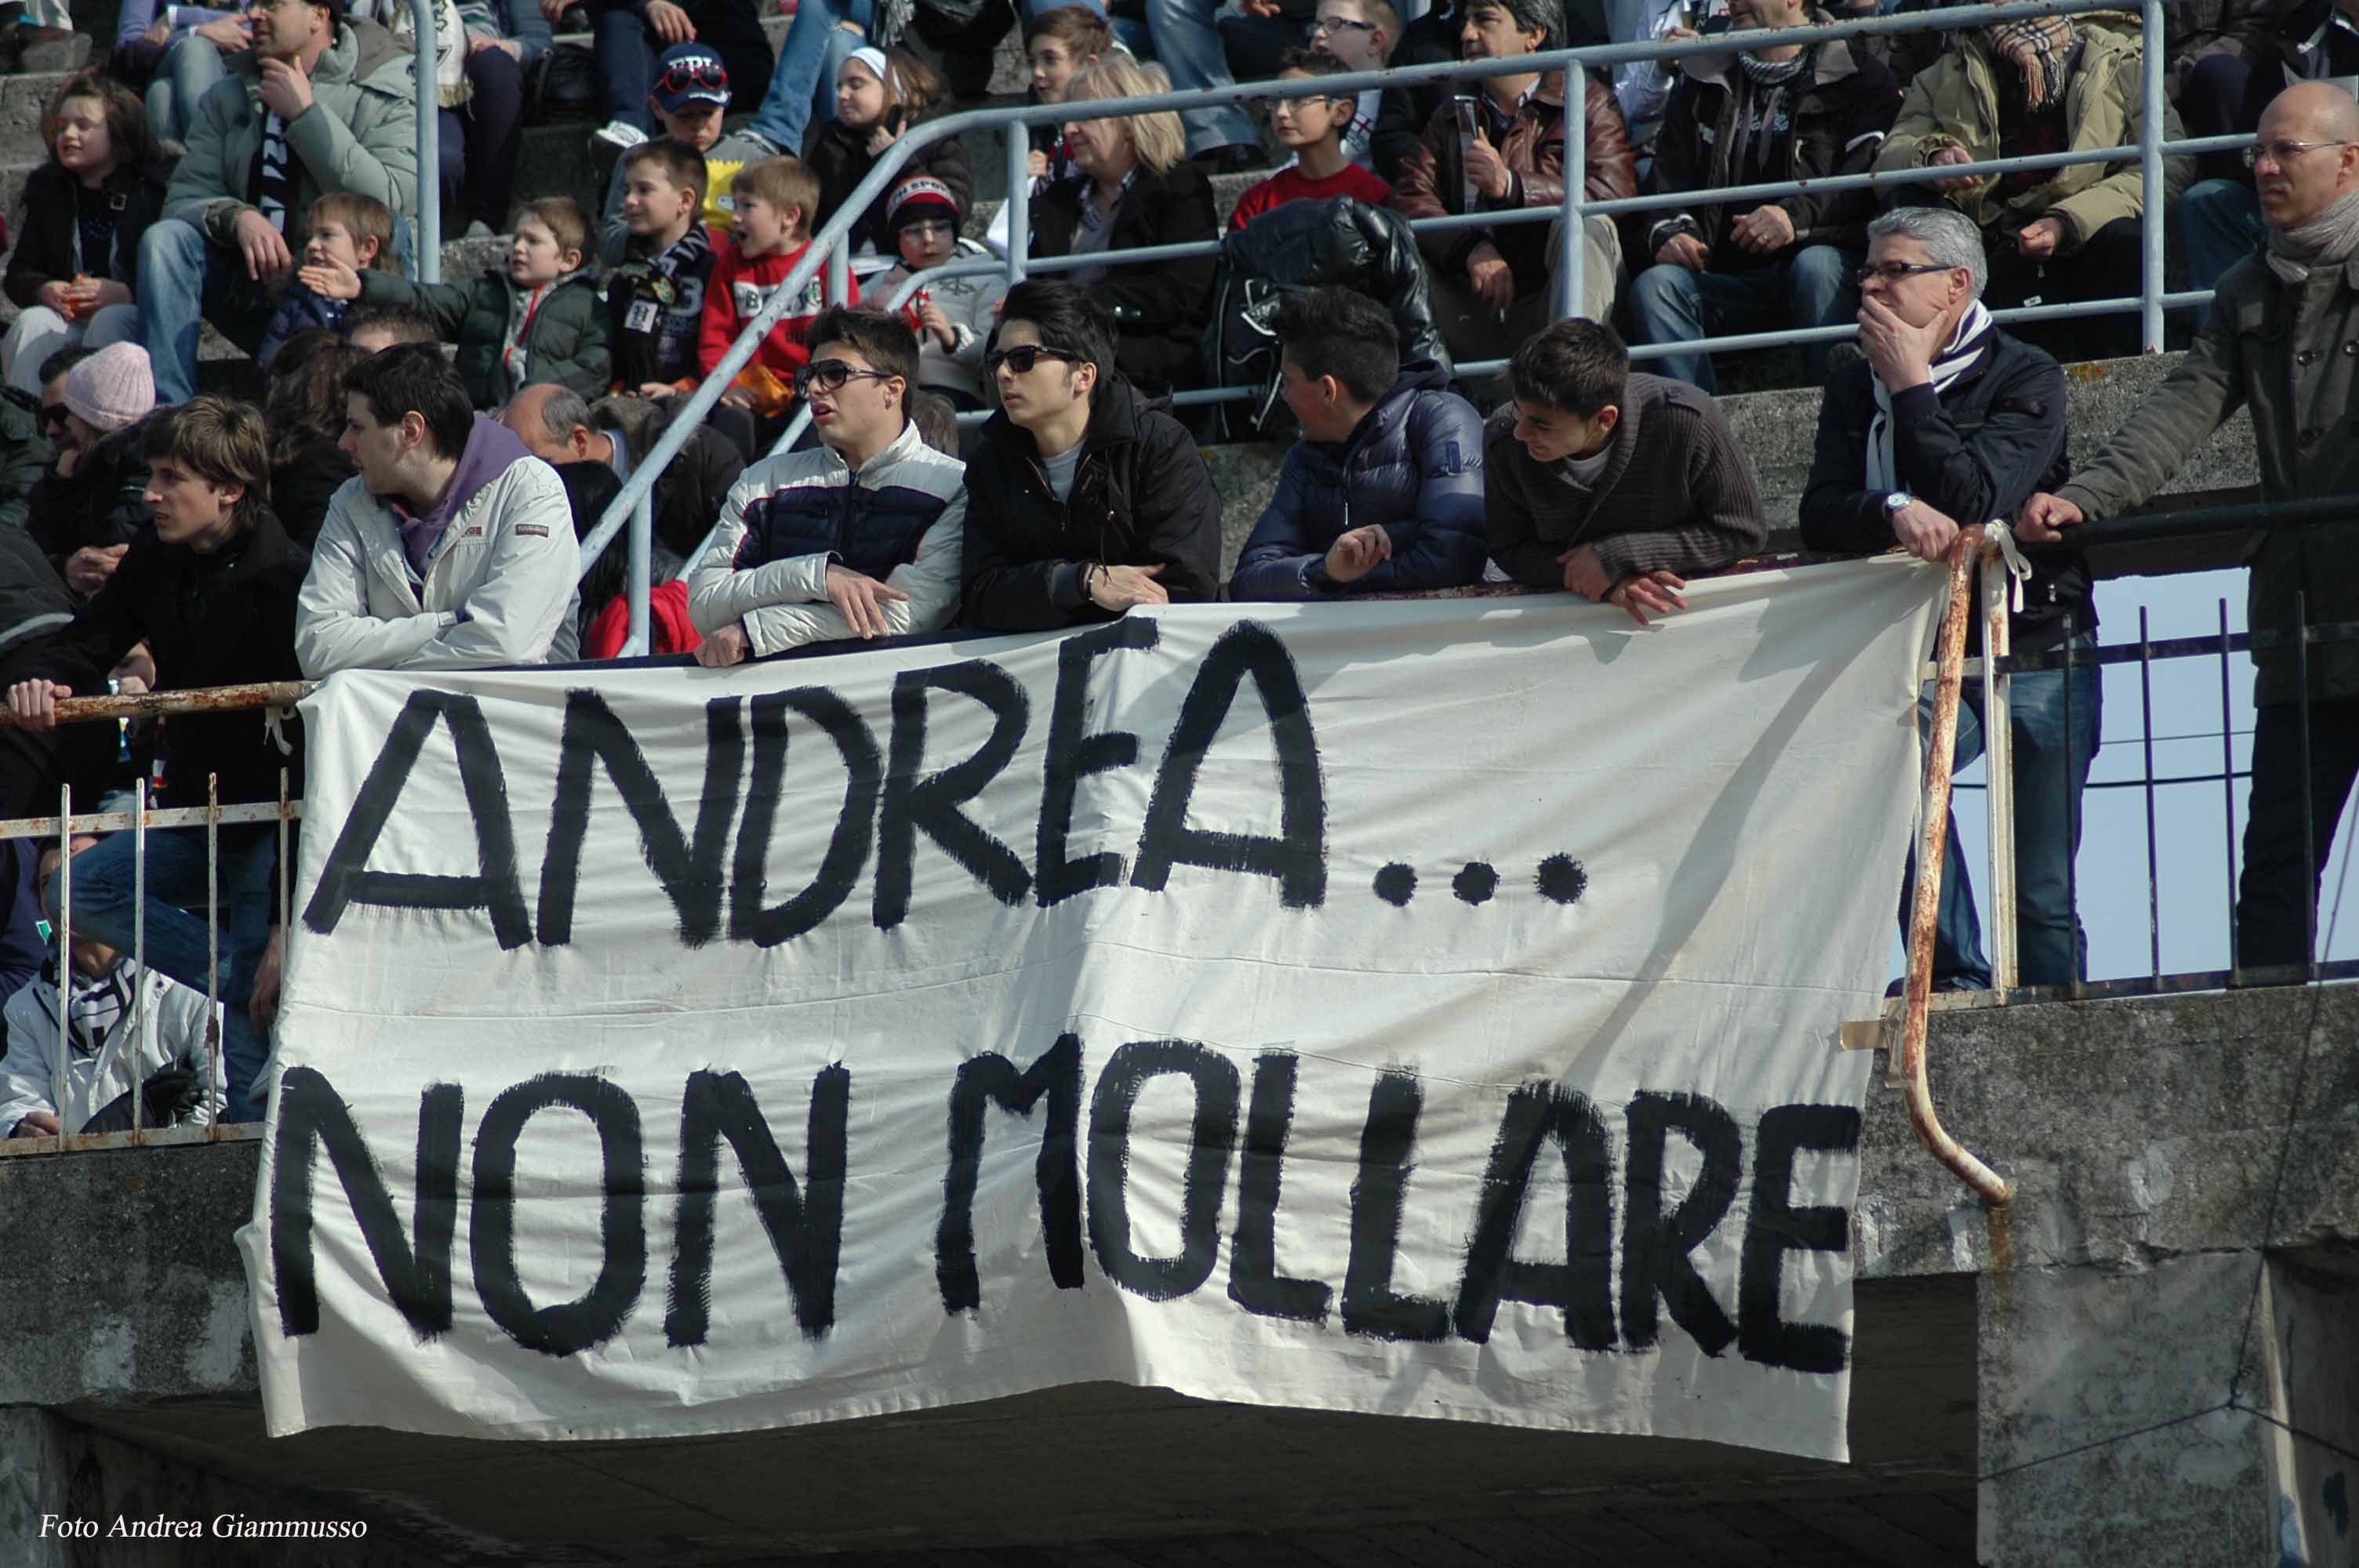 ANDREA...
NON MOLLARE
Foto Andrea Giammusso